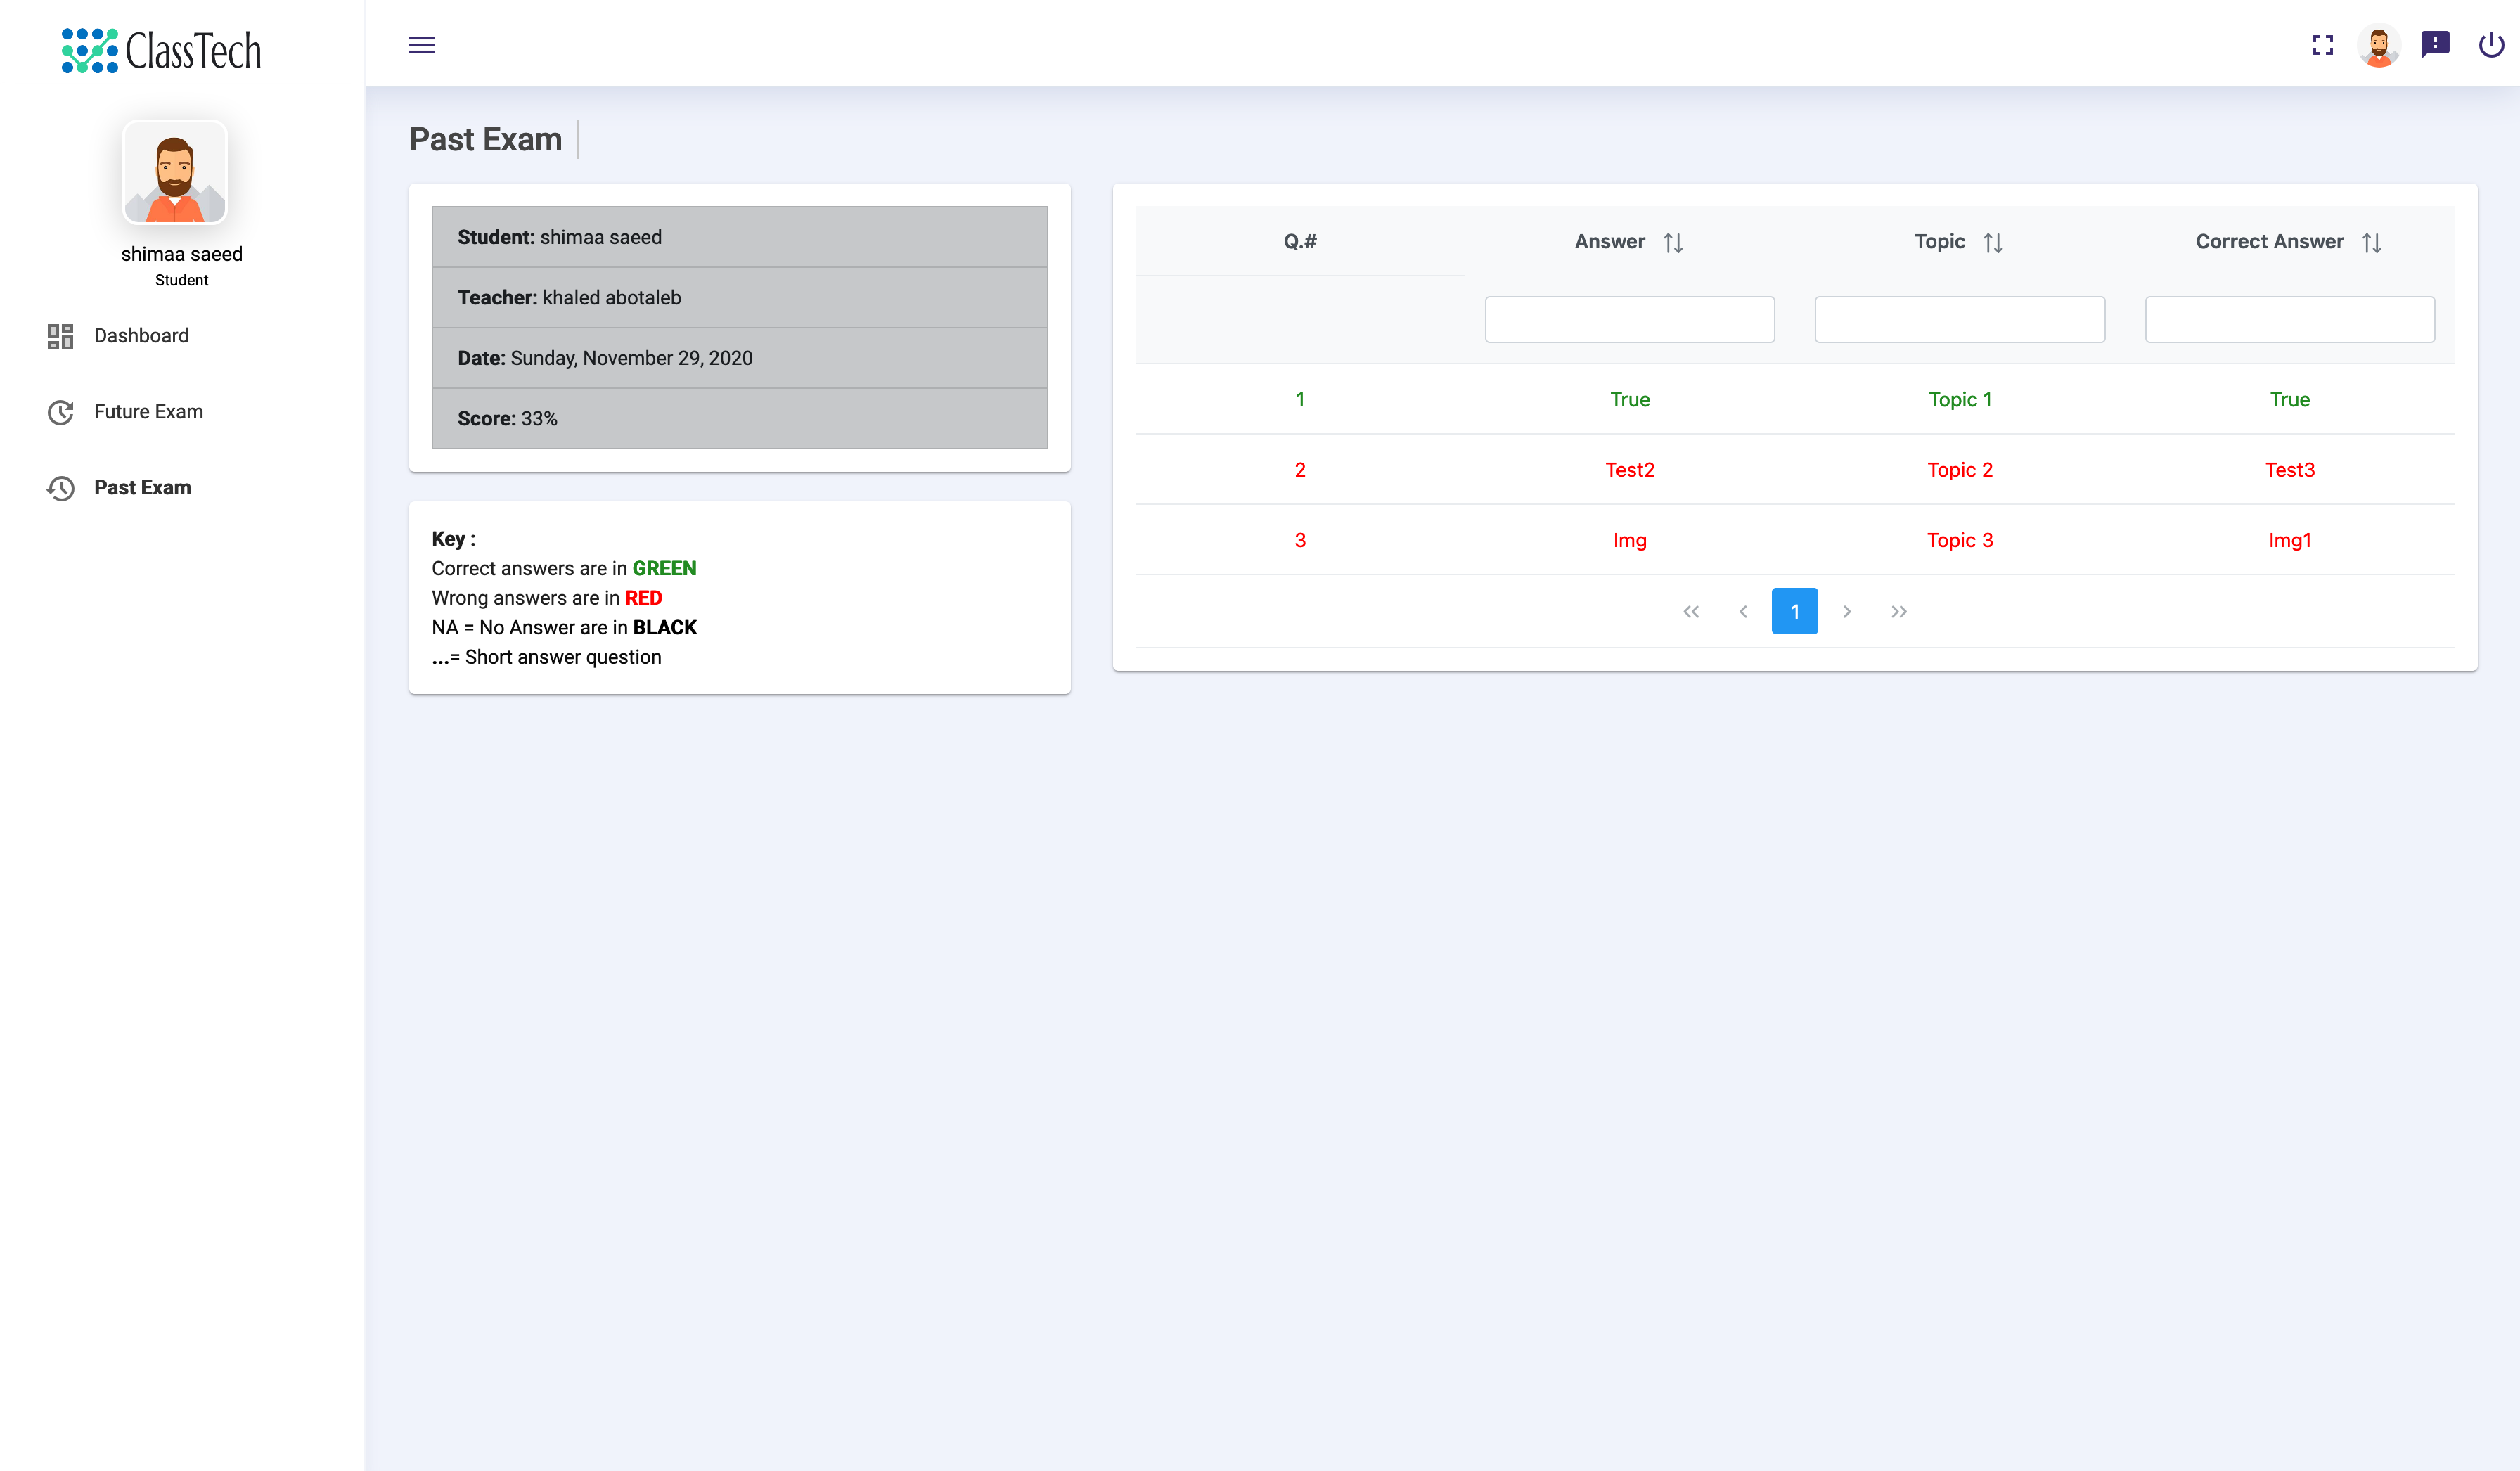 ClassTech
shimaa saeed
Student
Dashboard
Future Exam
Past Exam
Past Exam
Student: shimaa saeed
Teacher: khaled abotaleb
Date: Sunday, November 29, 2020
Score: 33%
Key :
Correct answers are in GREEN
Wrong answers are in RED
NA = No Answer are in BLACK
...= Short answer question
Q.# Answer Topic Correct Answer
1 True Topic 1 True
2 Test2 Topic 2 Test3
3 Img Topic 3 Img1
1